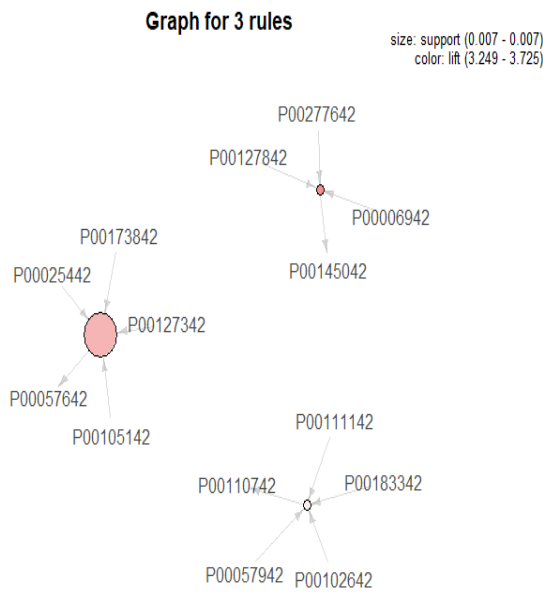 Graph for 3 rules
size: support (0.007 - 0.007)
color: lift (3.249 - 3.725)
P00277642
P00127842
P00006942
P00145042
P00173842
P00025442
P00127342
P00057642
P00105142
P00111142
P00110742
P00183342
P00057942
P00102642